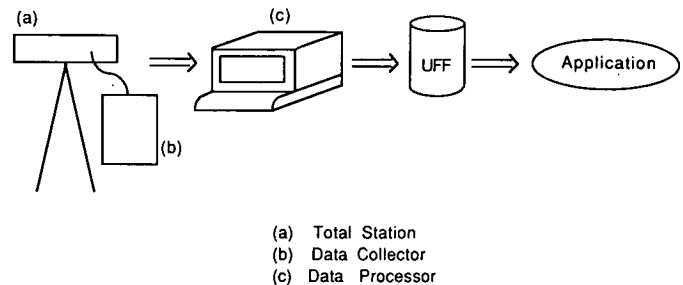 (a)
(c)
UFF
Application
(b)
(a) Total Station
(b) Data Collector
(c) Data Processor